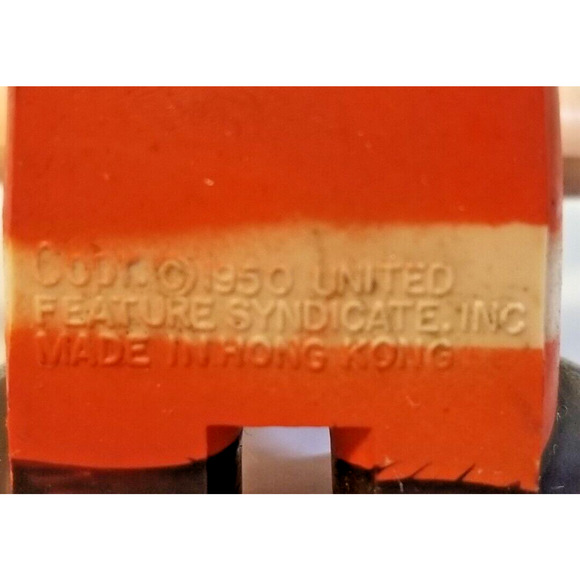 Copr. © 1950 UNITED
FEATURE SYNDICATE, INC
MADE IN HONG KONG